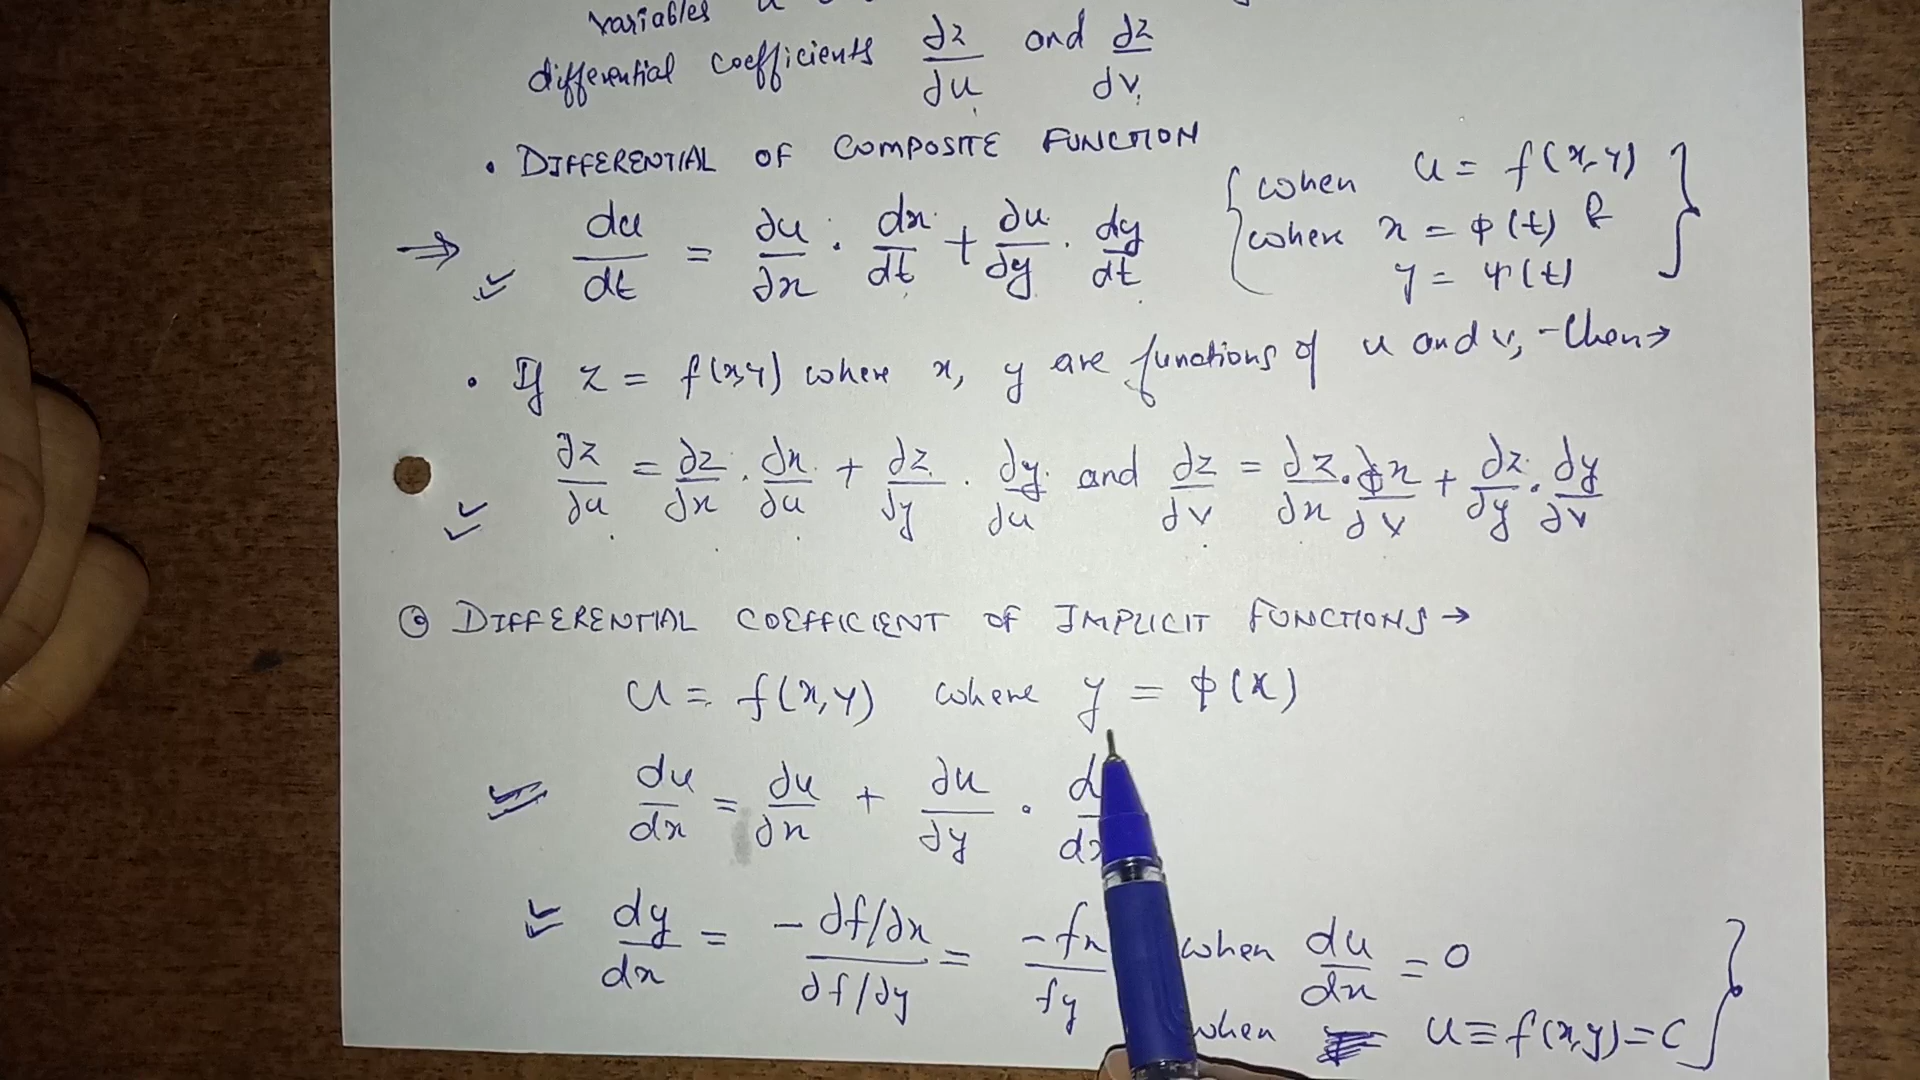 variables u
differential coefficients ∂z/∂u and ∂z/∂v
• DIFFERENTIAL OF COMPOSITE FUNCTION
⇒ du/dt = ∂u/∂x · dx/dt + ∂u/∂y · dy/dt {when u = f(x,y)
where x = φ(t) &
y = ψ(t)}
• If z = f(x,y) where x, y are functions of u and v, then→
∂z/∂u = ∂z/∂x · ∂x/∂u + ∂z/∂y · ∂y/∂u and ∂z/∂v = ∂z/∂x · ∂x/∂v + ∂z/∂y · ∂y/∂v
DIFFERENTIAL COEFFICIENT OF IMPLICIT FUNCTIONS →
u = f(x,y) where y = φ(x)
du/dx = ∂u/∂x + ∂u/∂y · d/dx
dy/dx = -∂f/∂x / ∂f/∂y = -fx/fy when du/dx = 0
when u ≡ f(x,y) = C}